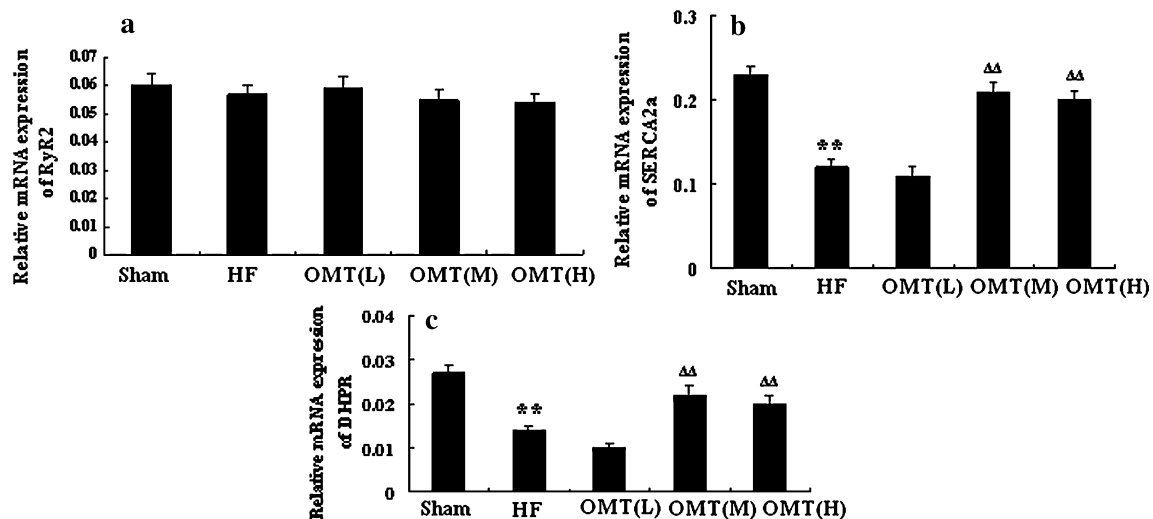 a
Relative mRNA expression
of RyR2
0.07
0.06
0.05
0.04
0.03
0.02
0.01
0
Sham HF OMT(L) OMT(M) OMT(H)
b
Relative mRNA expression
of SERCA2a
0.3
0.2
0.1
0
**
ΔΔ
ΔΔ
Sham HF OMT(L) OMT(M) OMT(H)
c
Relative mRNA expression
of DHPR
0.04
0.03
0.02
0.01
0
**
ΔΔ
ΔΔ
Sham HF OMT(L) OMT(M) OMT(H)